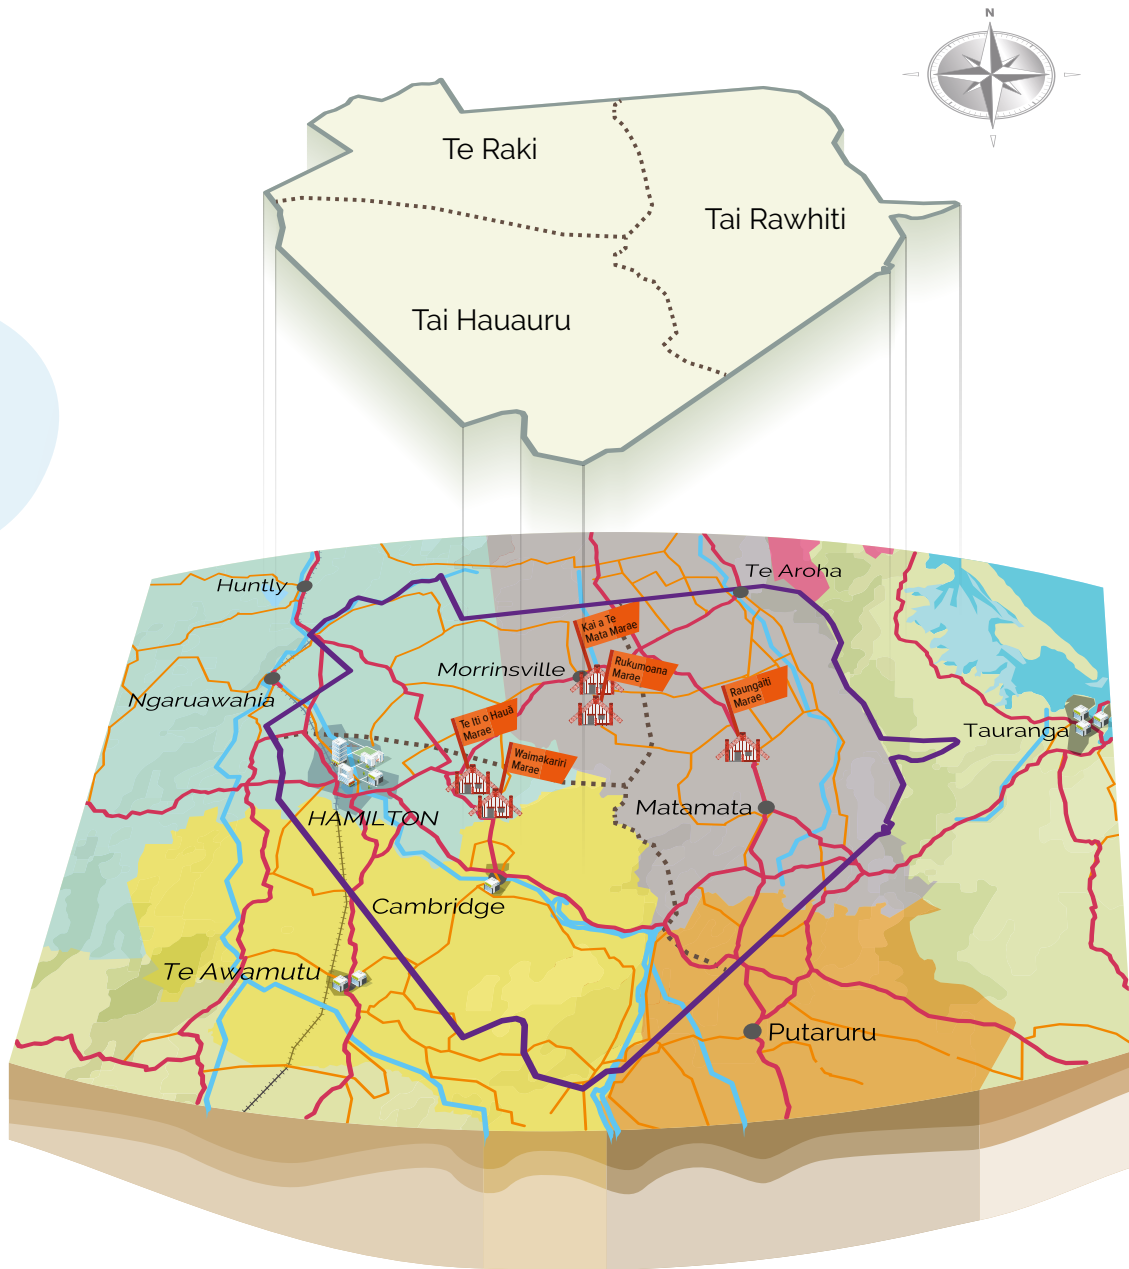 N
Te Raki
Tai Rawhiti
Tai Hauauru
Te Aroha
Huntly
Kai a Te
Mata Marae
Morrinsville
Rukumoana
Marae
Raungaiti
Marae
Ngaruawahia
Te Iti o Hauā
Marae
Tauranga
Waimakariri
Marae
Matamata
HAMILTON
Cambridge
Te Awamutu
Putaruru